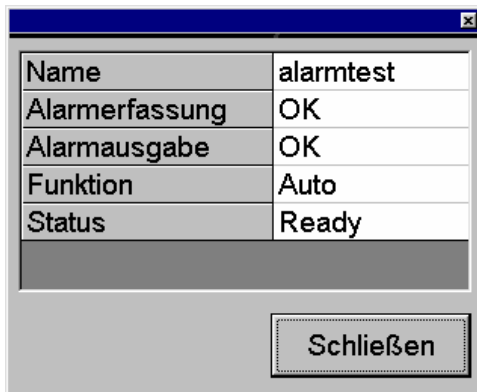 Name alarmtest
Alarmerfassung OK
Alarmausgabe OK
Funktion Auto
Status Ready
Schließen